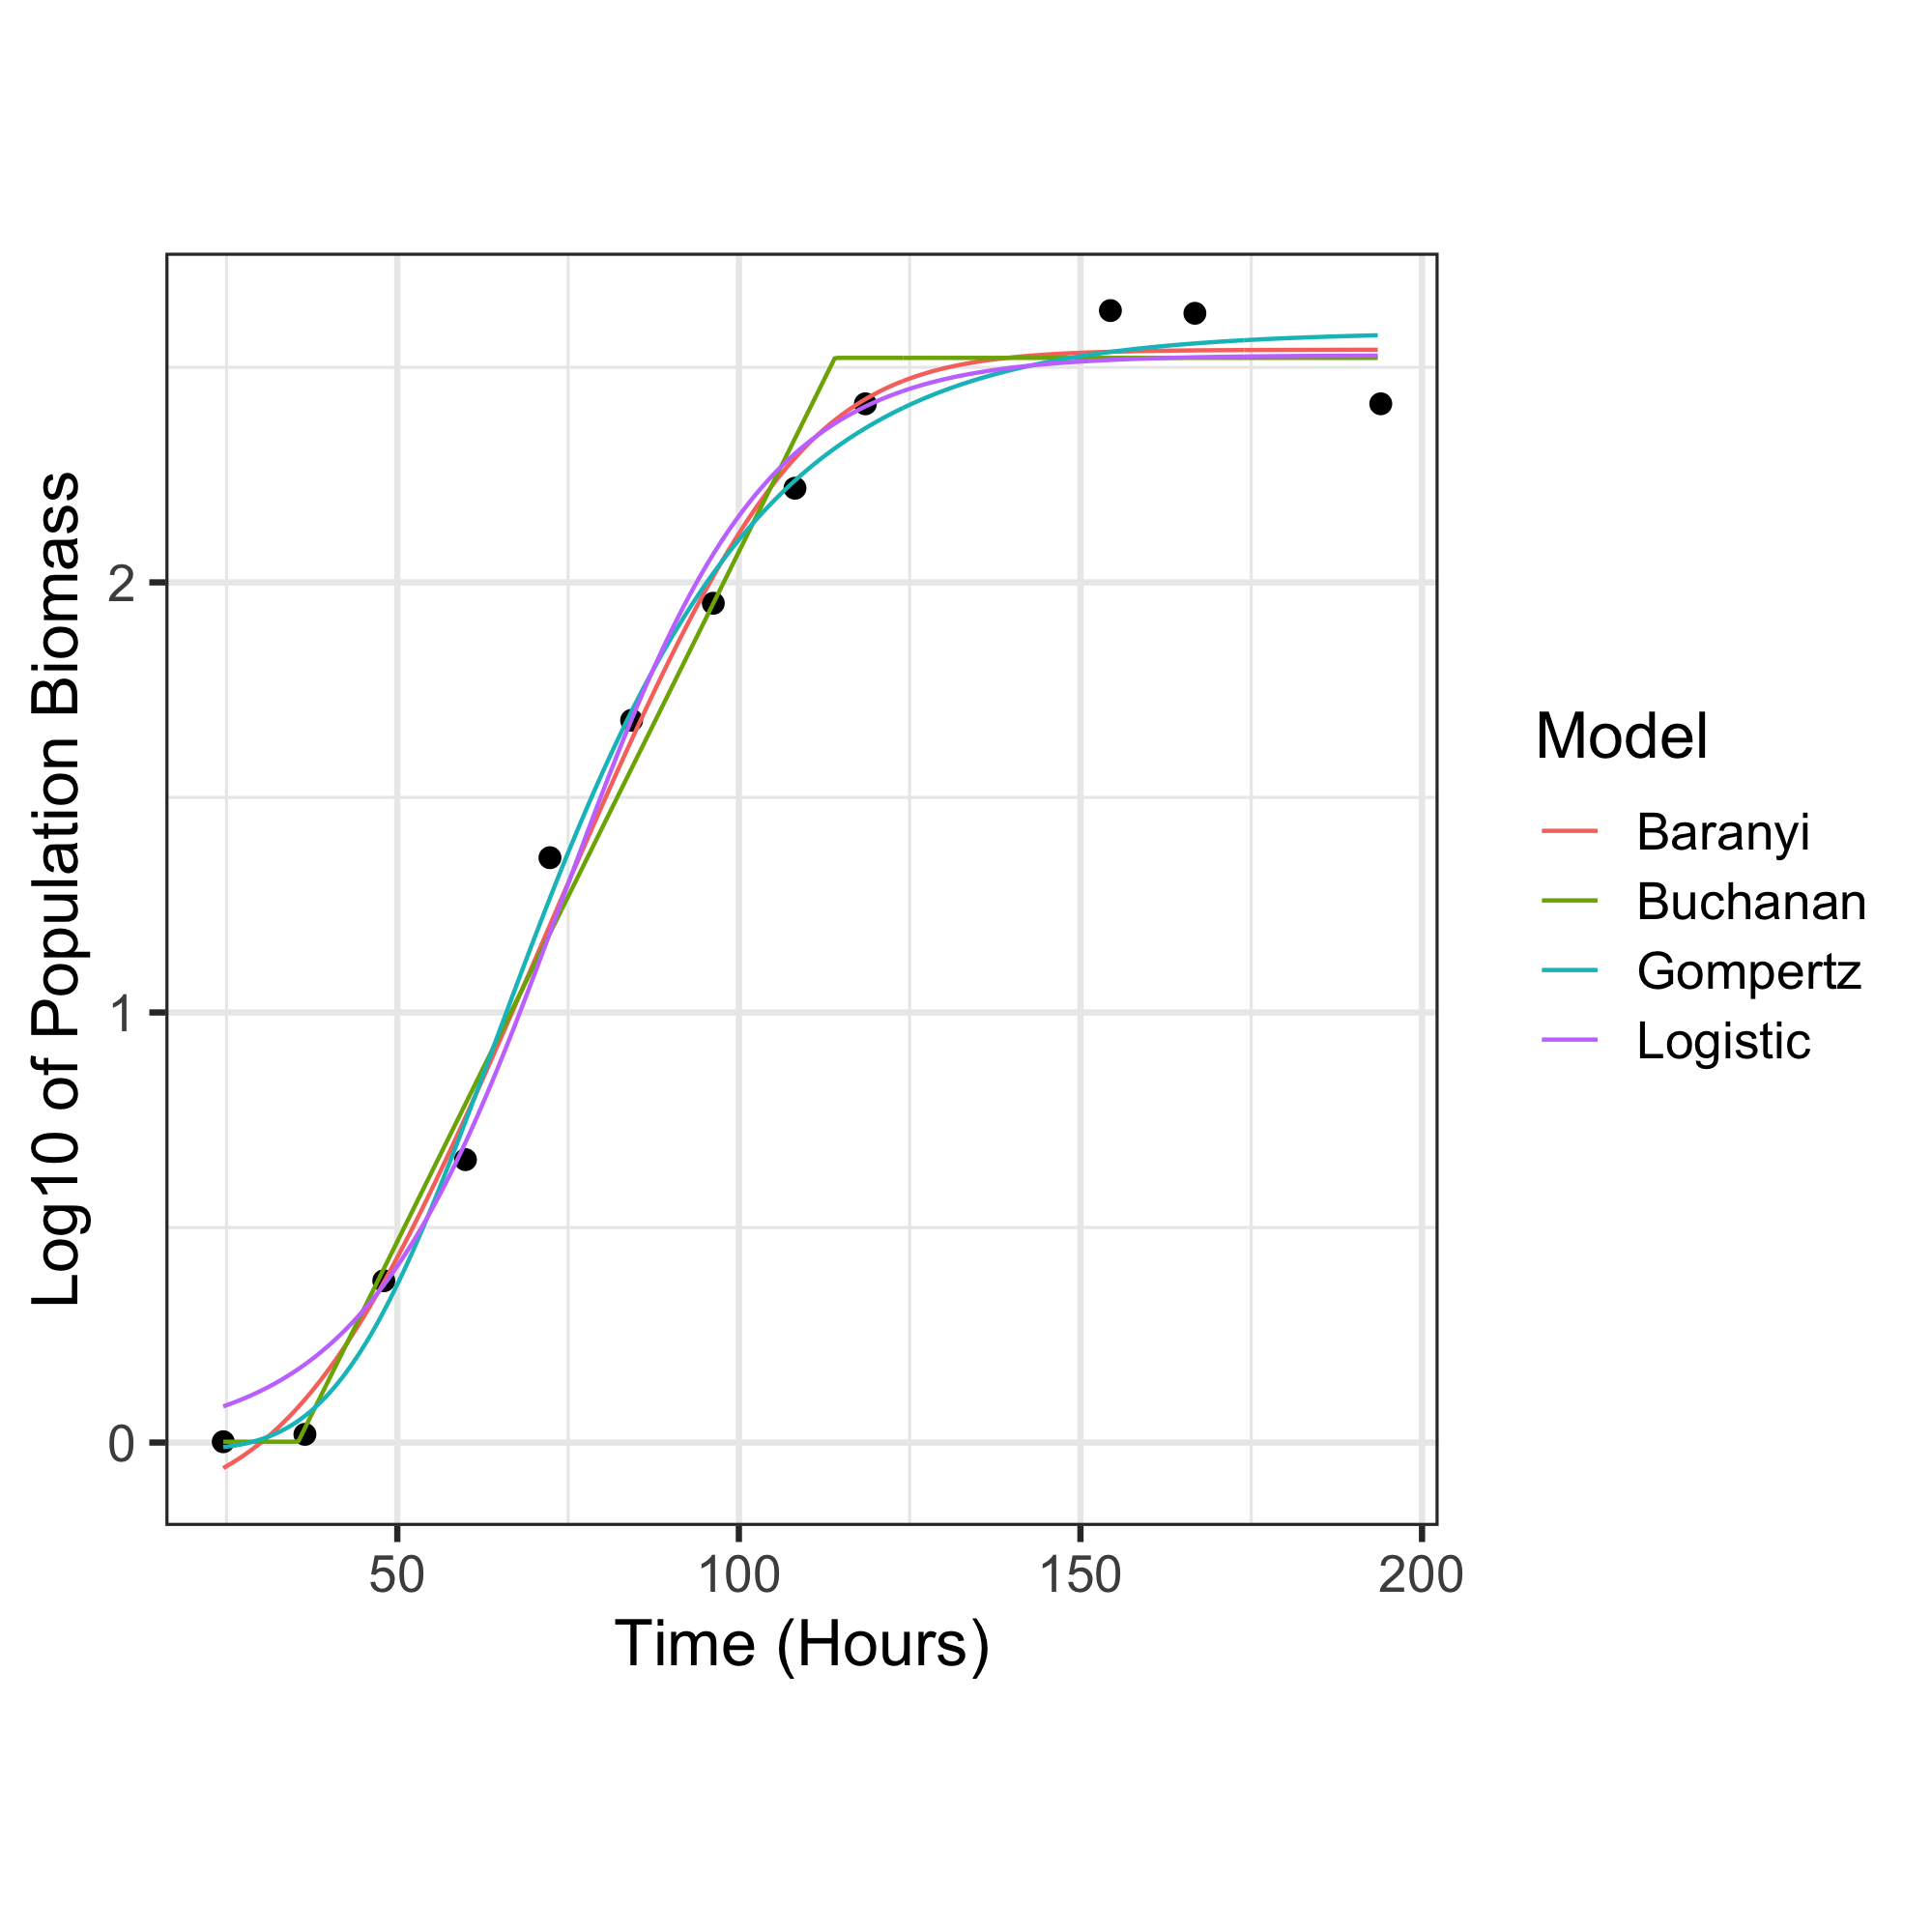 Log10 of Population Biomass
2
1
0
50
100
150
200
Time (Hours)
Model
Baranyi
Buchanan
Gompertz
Logistic